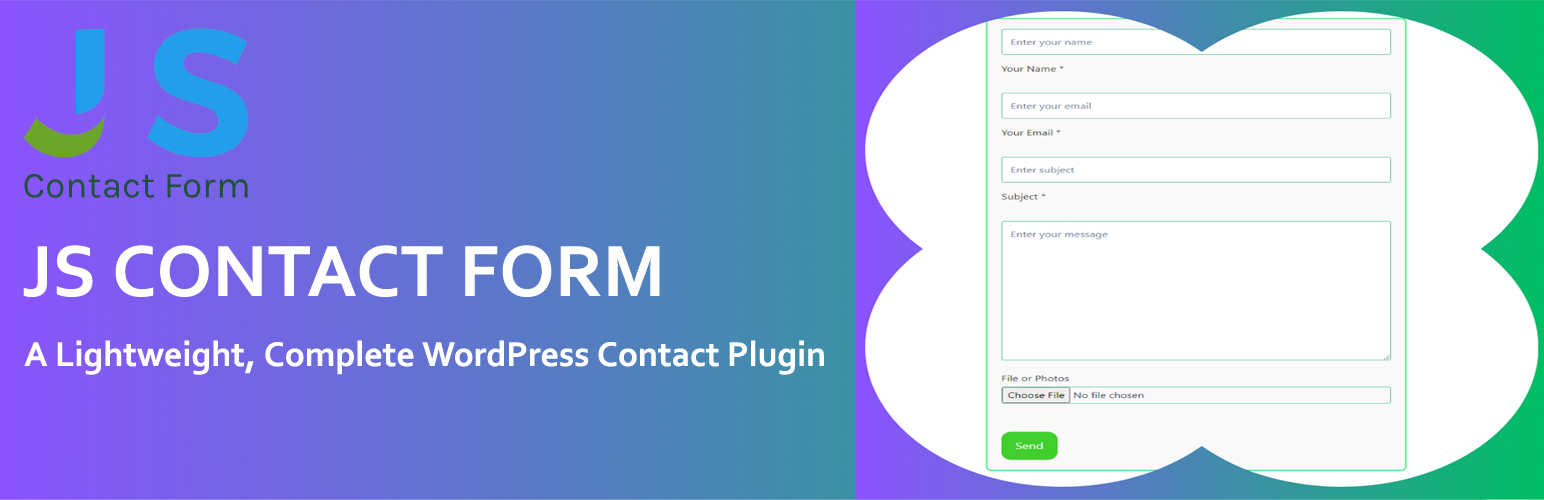 JS
Contact Form
JS CONTACT FORM
A Lightweight, Complete WordPress Contact Plugin
Enter your name
Your Name *
Enter your email
Your Email *
Enter subject
Subject *
Enter your message
File or Photos
Choose File No file chosen
Send